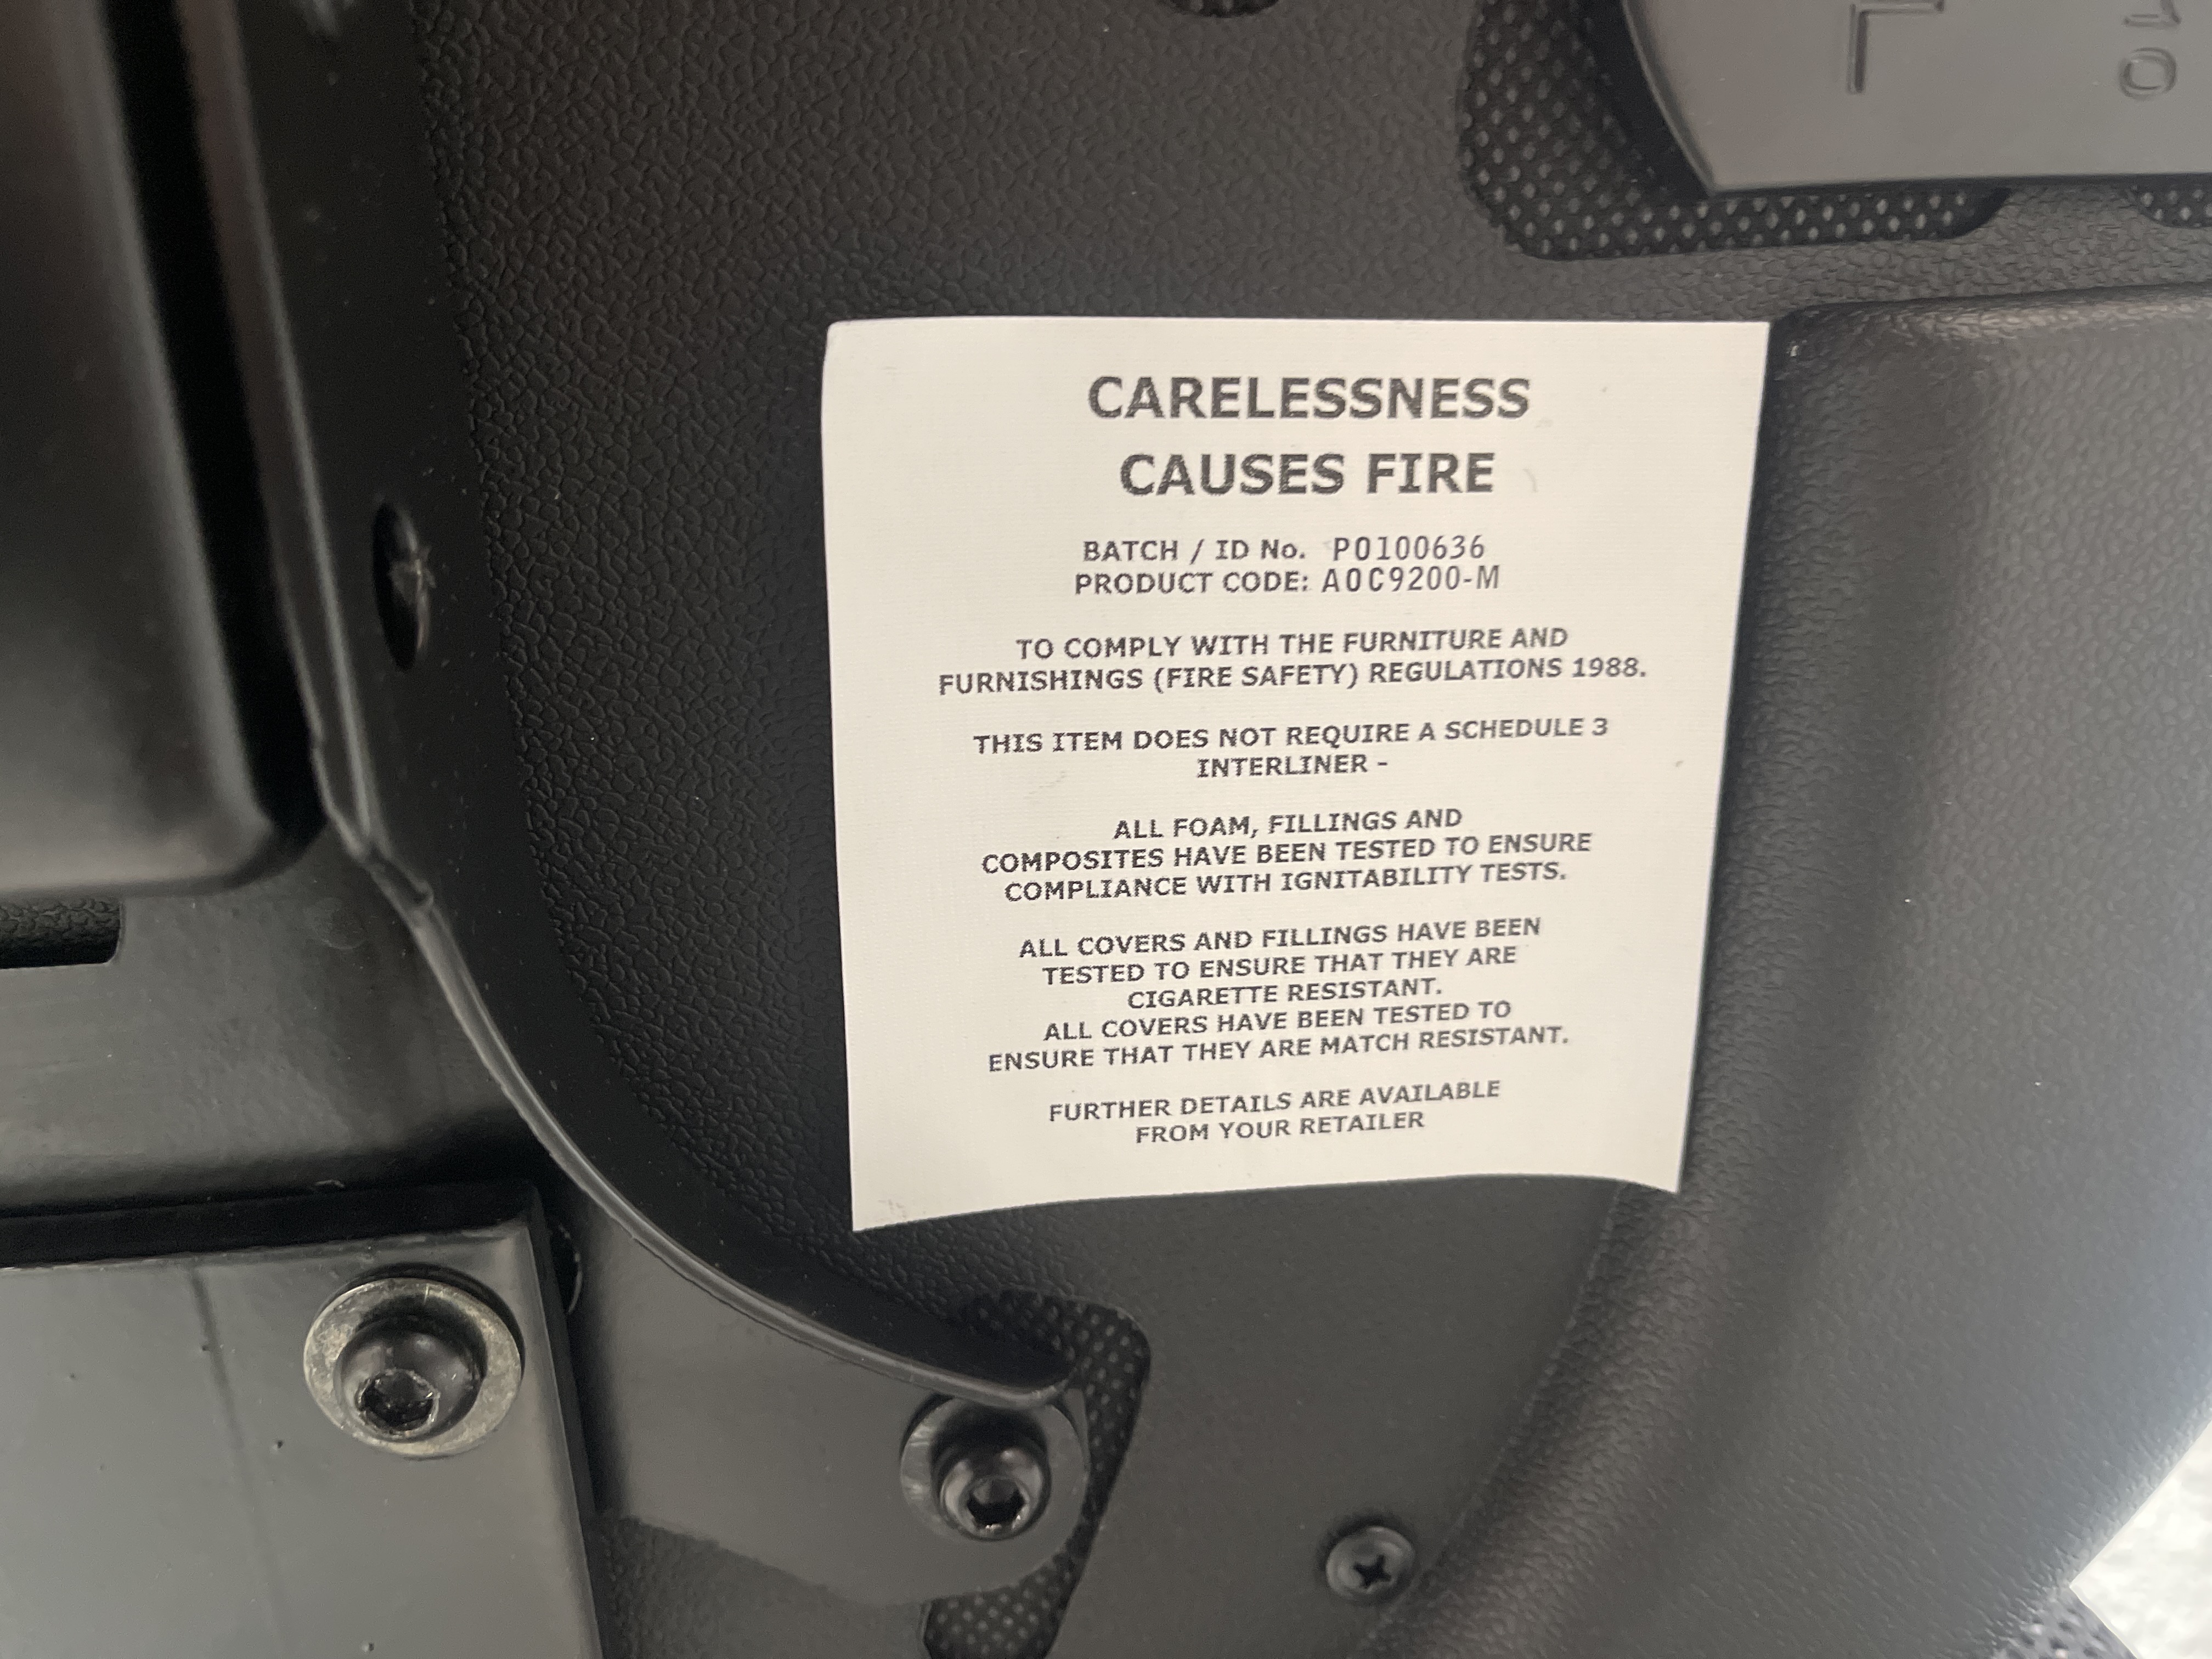 CARELESSNESS
CAUSES FIRE
BATCH / ID No. P0100636
PRODUCT CODE: AOC9200-M
TO COMPLY WITH THE FURNITURE AND
FURNISHINGS (FIRE SAFETY) REGULATIONS 1988.
THIS ITEM DOES NOT REQUIRE A SCHEDULE 3
INTERLINER -
ALL FOAM, FILLINGS AND
COMPOSITES HAVE BEEN TESTED TO ENSURE
COMPLIANCE WITH IGNITABILITY TESTS.
ALL COVERS AND FILLINGS HAVE BEEN
TESTED TO ENSURE THAT THEY ARE
CIGARETTE RESISTANT.
ALL COVERS HAVE BEEN TESTED TO
ENSURE THAT THEY ARE MATCH RESISTANT.
FURTHER DETAILS ARE AVAILABLE
FROM YOUR RETAILER
10